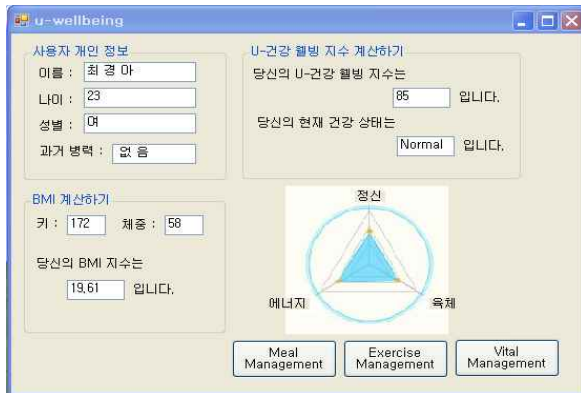 u-wellbeing
사용자 개인 정보
이름 : 최 경 아
나이 : 23
성별 : 여
과거 병력 : 없 음
U-건강 웰빙 지수 계산하기
당신의 U-건강 웰빙 지수는
85 입니다.
당신의 현재 건강 상태는
Normal 입니다.
BMI 계산하기
키 : 172 체중 : 58
당신의 BMI 지수는
19,61 입니다.
정신
에너지 육체
Meal
Management
Exercise
Management
Vital
Management